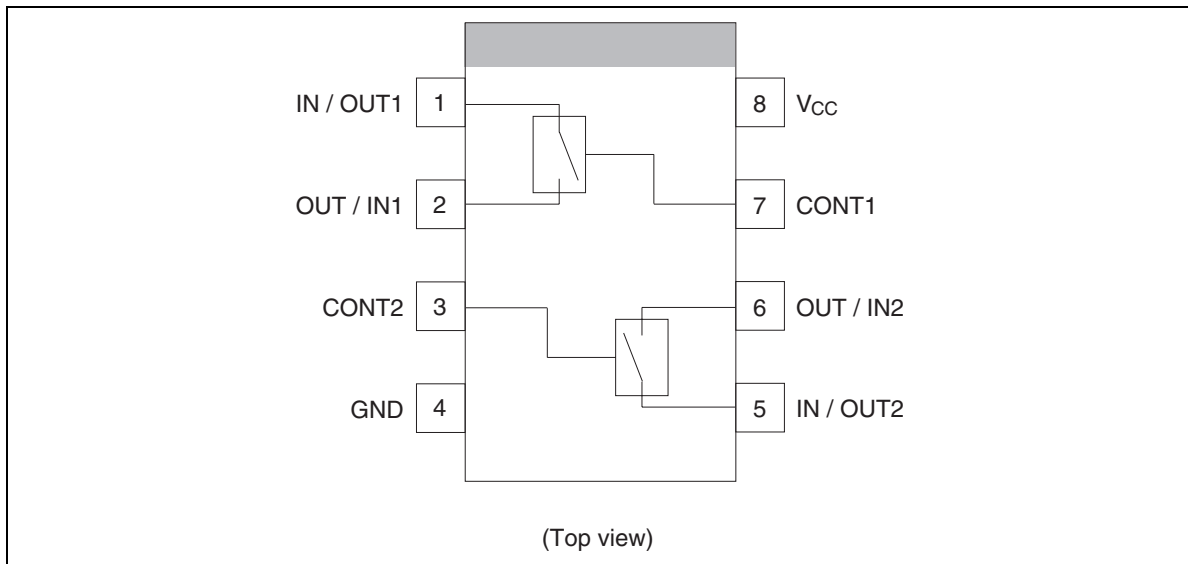 IN / OUT1 1 8 VCC
OUT / IN1 2 7 CONT1
CONT2 3 6 OUT / IN2
GND 4 5 IN / OUT2
(Top view)